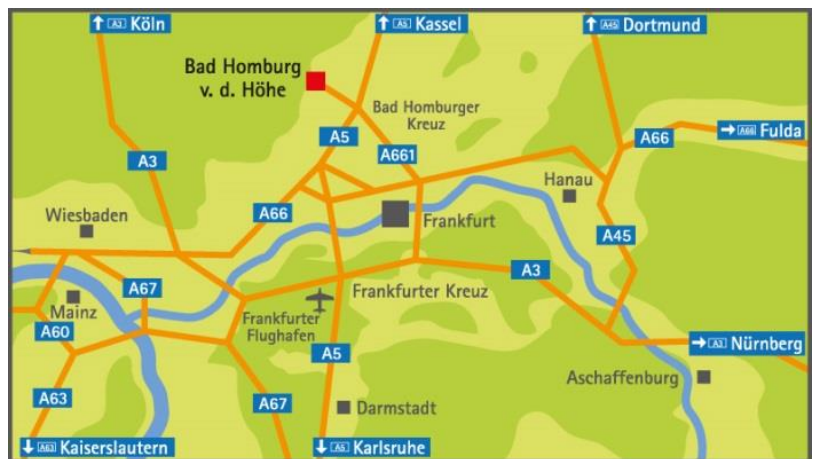 ↑ A3 Köln
↑ A5 Kassel
↑ A45 Dortmund
Bad Homburg
v. d. Höhe
Bad Homburger
Kreuz
A5
A661
A66
→ A66 Fulda
A3
Hanau
Wiesbaden
A66
Frankfurt
A45
A67
A3
Mainz
Frankfurter Kreuz
Frankfurter
Flughafen
A60
A5
→ A3 Nürnberg
Aschaffenburg
A63
A67
Darmstadt
↓ A63 Kaiserslautern
↓ A5 Karlsruhe